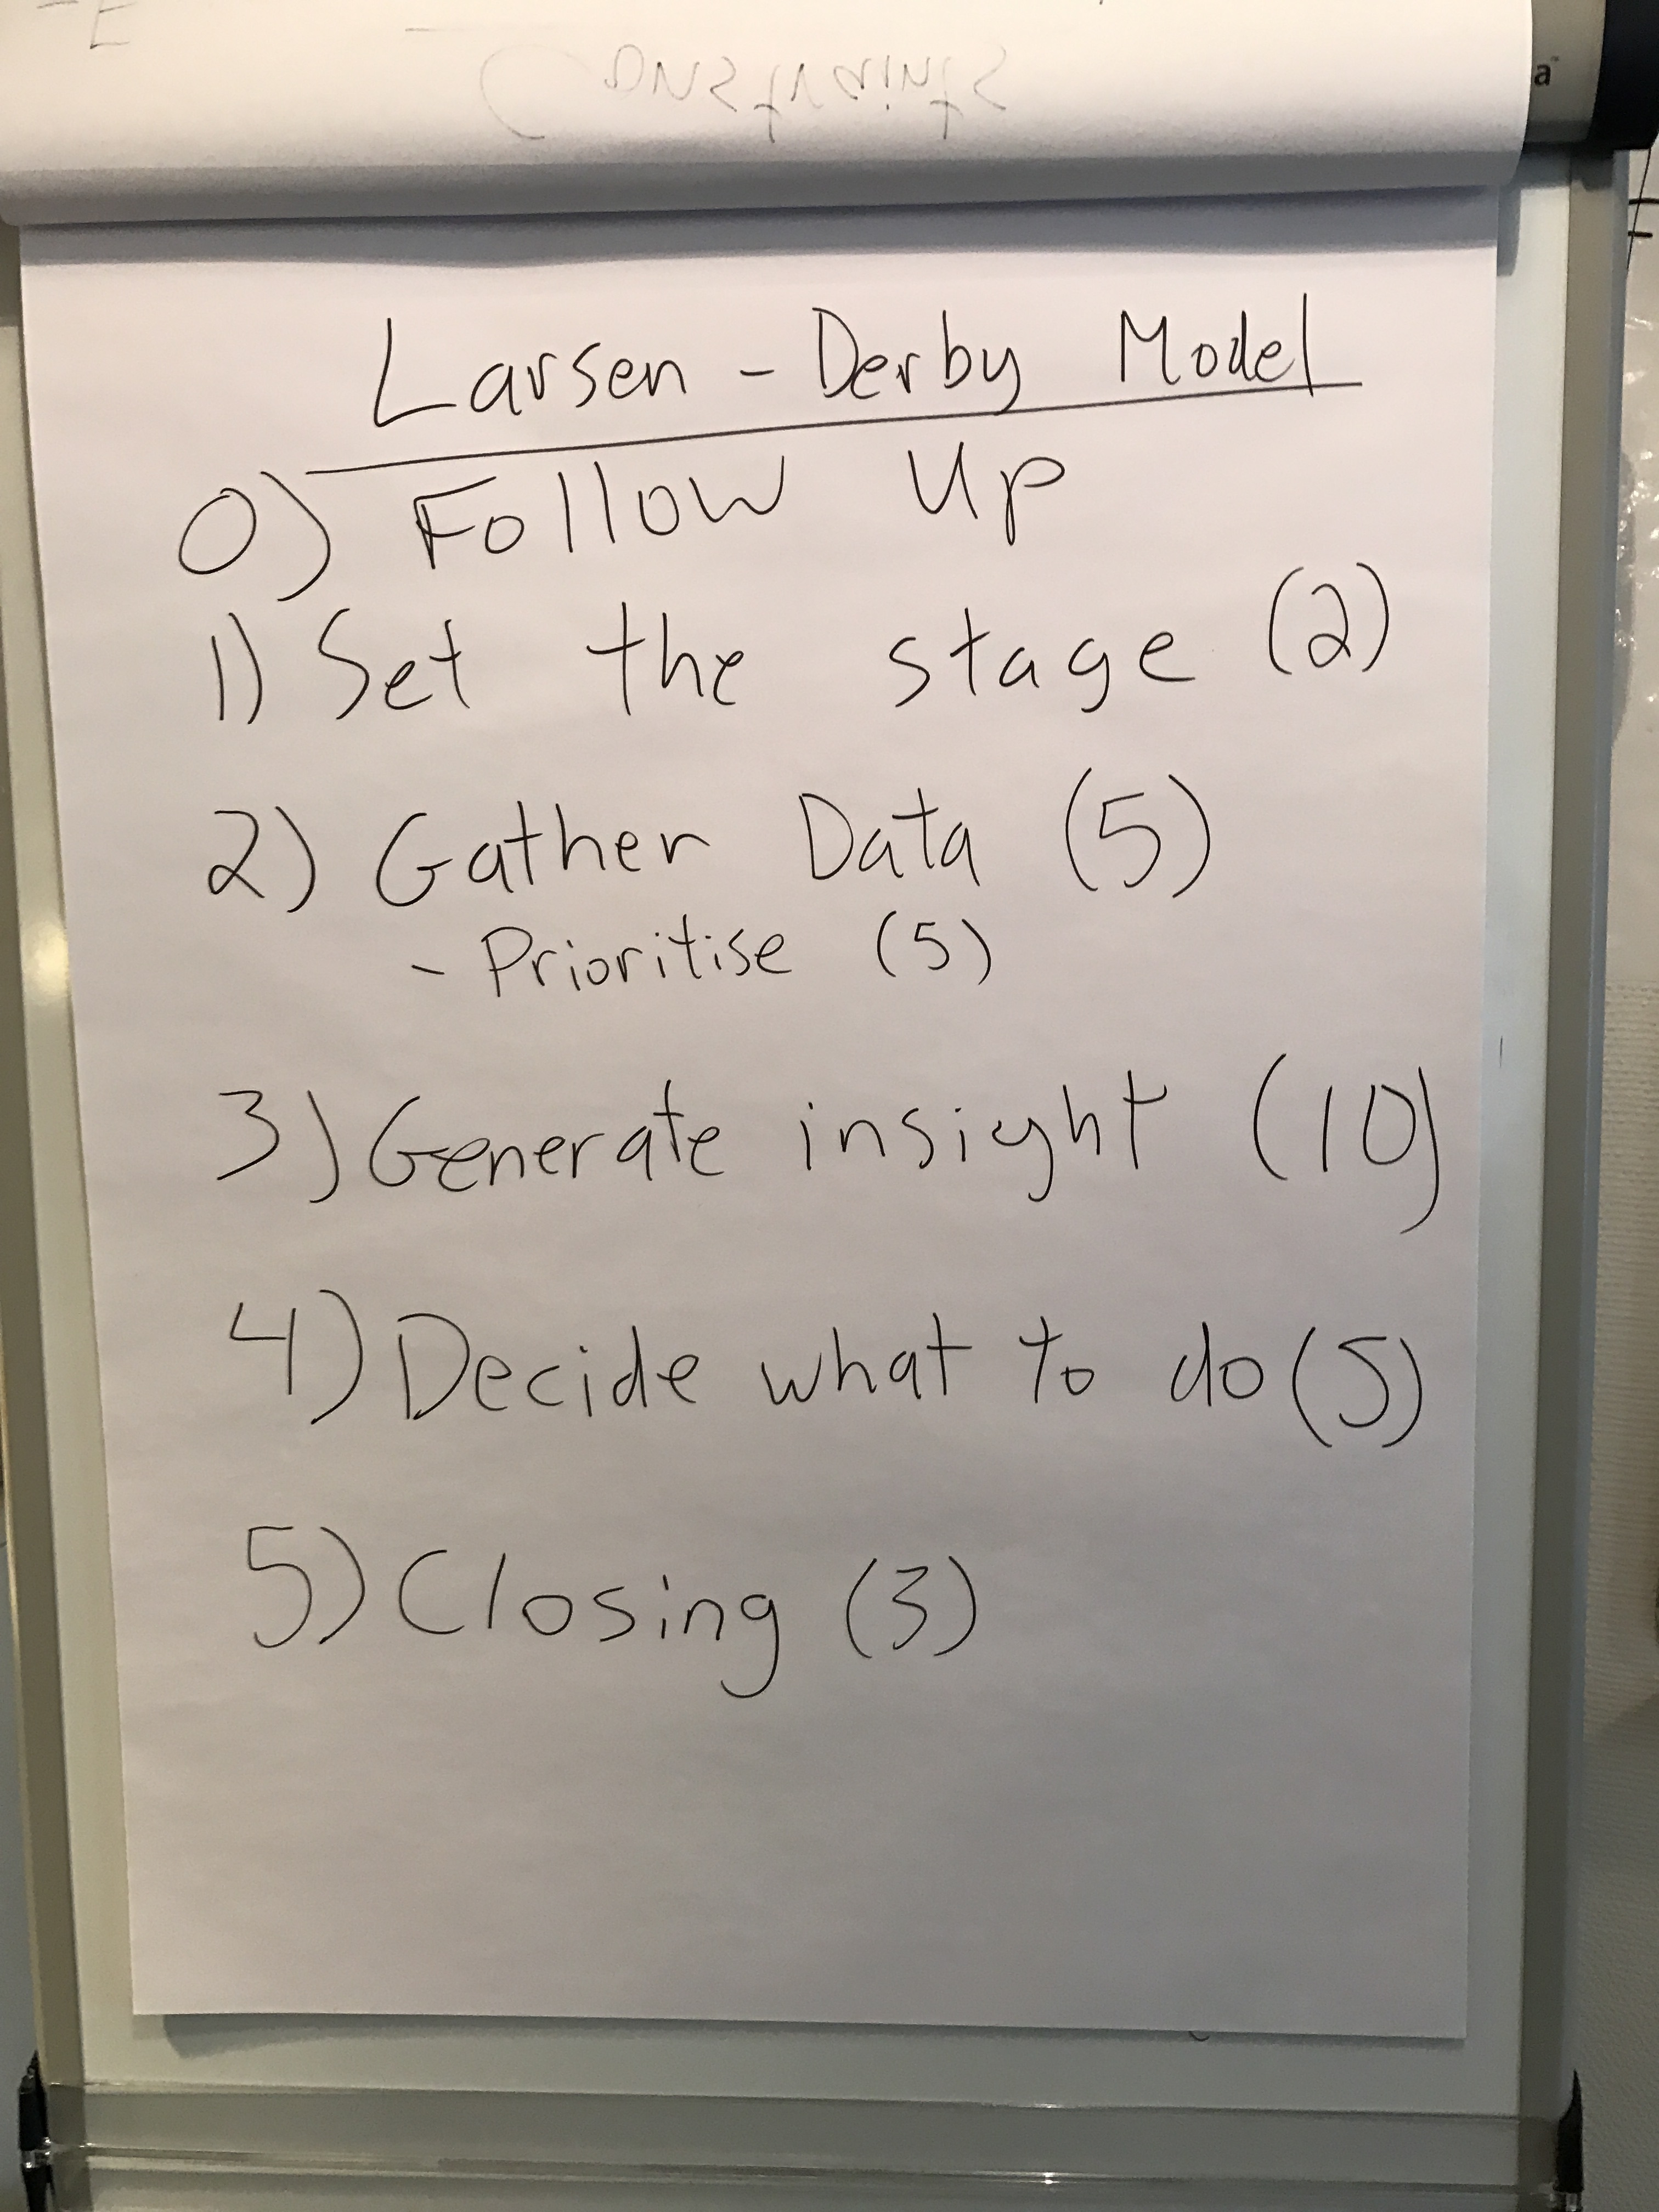 Constraints
a
Larsen - Derby Model
0) Follow Up
1) Set the stage (2)
2) Gather Data (5)
- Prioritise (5)
3) Generate insight (10)
4) Decide what to do (5)
5) Closing (3)